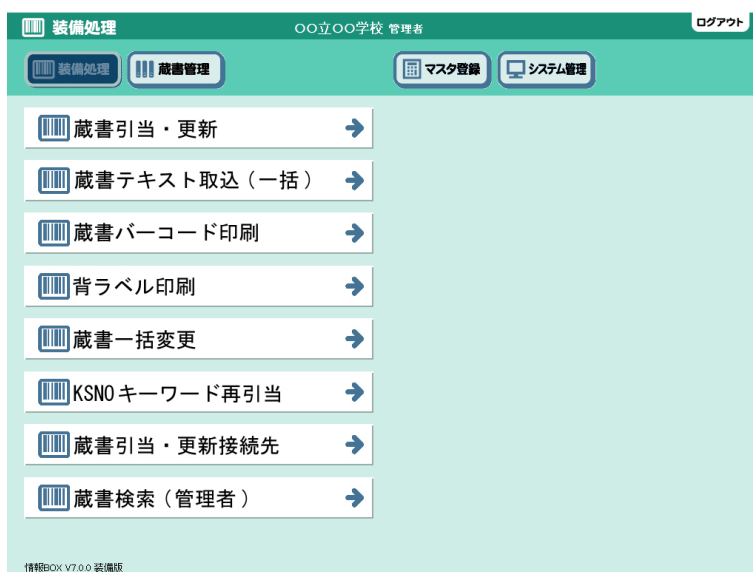 装備処理
〇〇立〇〇学校 管理者
ログアウト
装備処理
蔵書管理
マスタ登録
システム管理
蔵書引当・更新
蔵書テキスト取込(一括)
蔵書バーコード印刷
背ラベル印刷
蔵書一括変更
KSNOキーワード再引当
蔵書引当・更新接続先
蔵書検索(管理者)
情報BOX V7.0.0 装備版